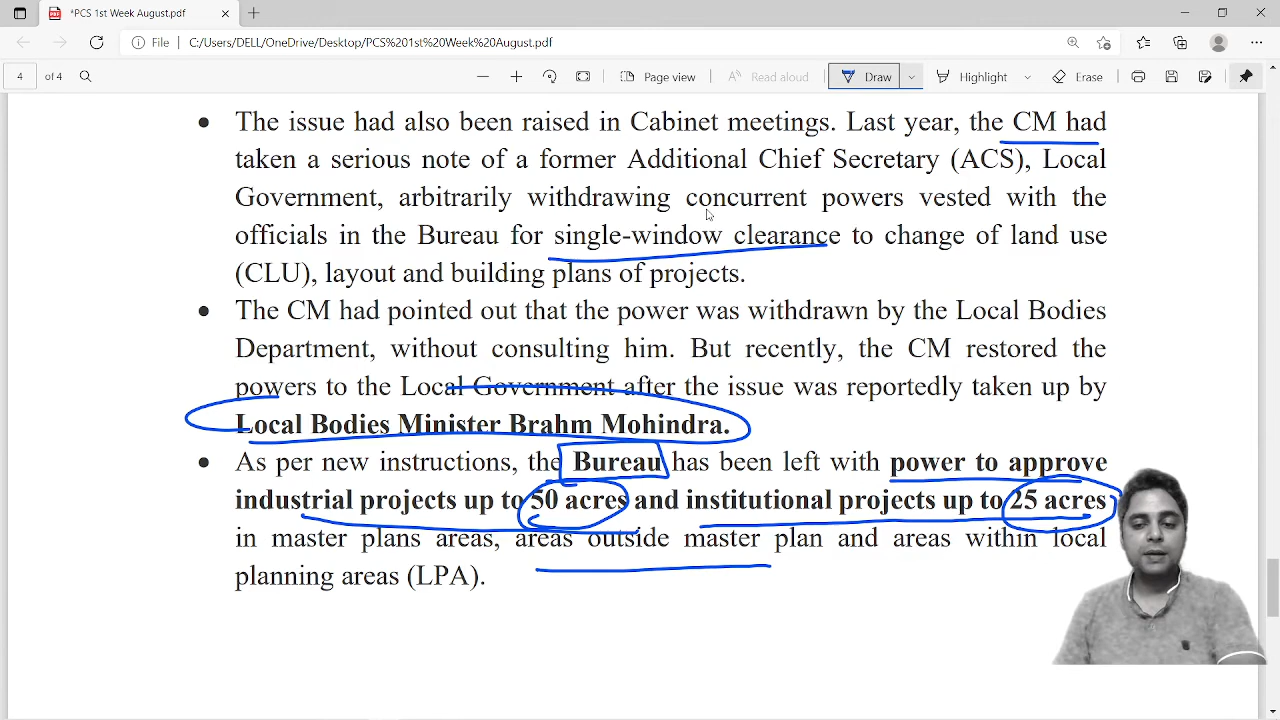 *PCS 1st Week August.pdf
File
C:/Users/DELL/OneDrive/Desktop/PCS%201st%20Week%20August.pdf
4 of 4
Page view
Read aloud
Draw
Highlight
Erase
• The issue had also been raised in Cabinet meetings. Last year, the CM had
taken a serious note of a former Additional Chief Secretary (ACS), Local
Government, arbitrarily withdrawing concurrent powers vested with the
officials in the Bureau for single-window clearance to change of land use
(CLU), layout and building plans of projects.
• The CM had pointed out that the power was withdrawn by the Local Bodies
Department, without consulting him. But recently, the CM restored the
powers to the Local Government after the issue was reportedly taken up by
Local Bodies Minister Brahm Mohindra.
• As per new instructions, the Bureau has been left with power to approve
industrial projects up to 50 acres and institutional projects up to 25 acres
in master plans areas, areas outside master plan and areas within local
planning areas (LPA).